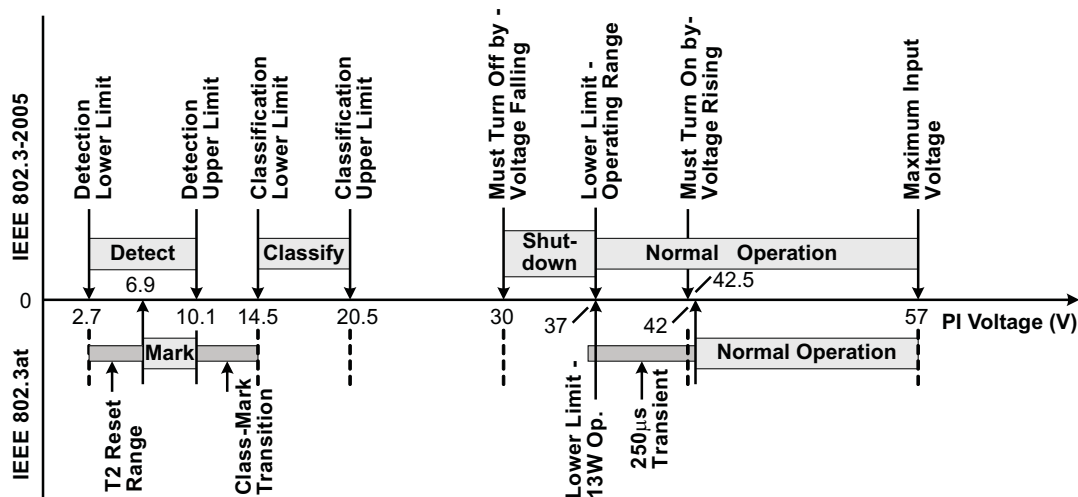 IEEE 802.3-2005
Detection
Lower Limit
Detection
Upper Limit
Classification
Lower Limit
Classification
Upper Limit
Must Turn Off by -
Voltage Falling
Lower Limit -
Operating Range
Must Turn On by-
Voltage Rising
Maximum Input
Voltage
Detect
Classify
Shut-
down
Normal Operation
6.9
42.5
0
2.7
10.1
14.5
20.5
30
37
42
57
PI Voltage (V)
IEEE 802.3at
Mark
Normal Operation
T2 Reset
Range
Class-Mark
Transition
Lower Limit -
13W Op.
250μs
Transient